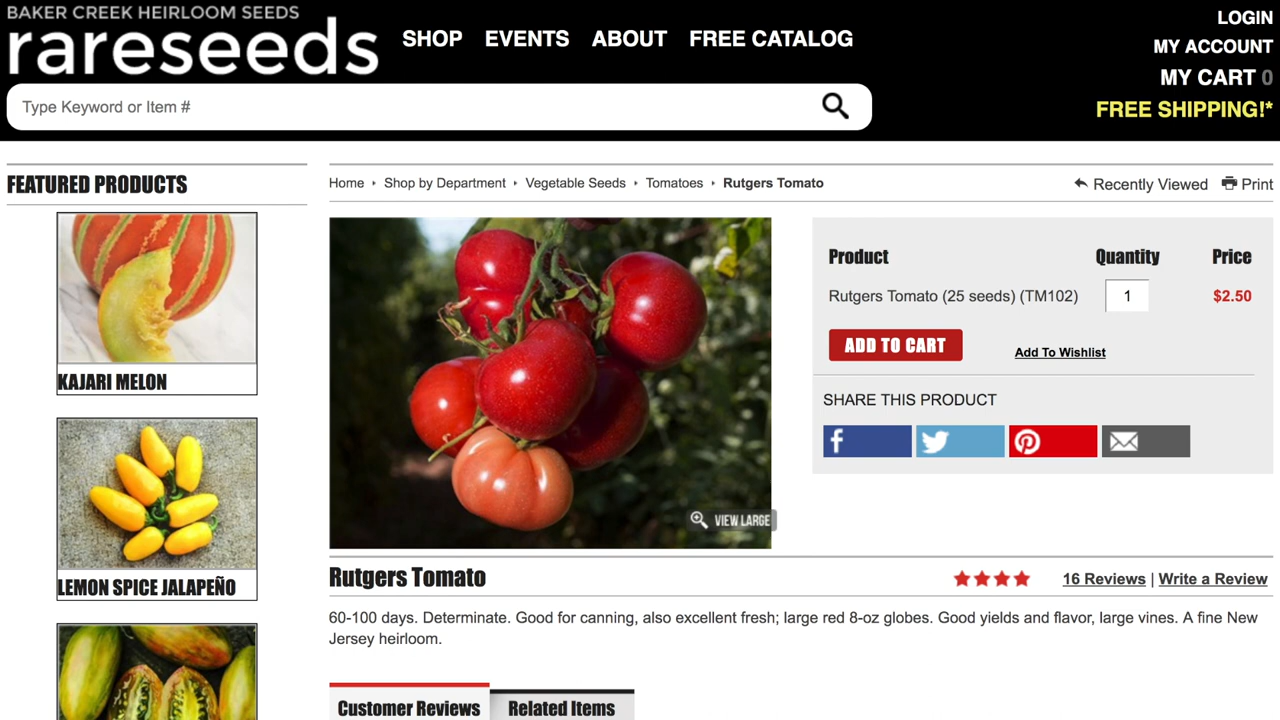 BAKER CREEK HEIRLOOM SEEDS
rareseeds
SHOP EVENTS ABOUT FREE CATALOG
LOGIN
MY ACCOUNT
MY CART 0
FREE SHIPPING!*
Type Keyword or Item #
FEATURED PRODUCTS
KAJARI MELON
LEMON SPICE JALAPEÑO
Home ‣ Shop by Department ‣ Vegetable Seeds ‣ Tomatoes ‣ Rutgers Tomato
Recently Viewed Print
VIEW LARGE
Product Quantity Price
Rutgers Tomato (25 seeds) (TM102) 1 $2.50
ADD TO CART Add To Wishlist
SHARE THIS PRODUCT
Rutgers Tomato
16 Reviews | Write a Review
60-100 days. Determinate. Good for canning, also excellent fresh; large red 8-oz globes. Good yields and flavor, large vines. A fine New
Jersey heirloom.
Customer Reviews Related Items